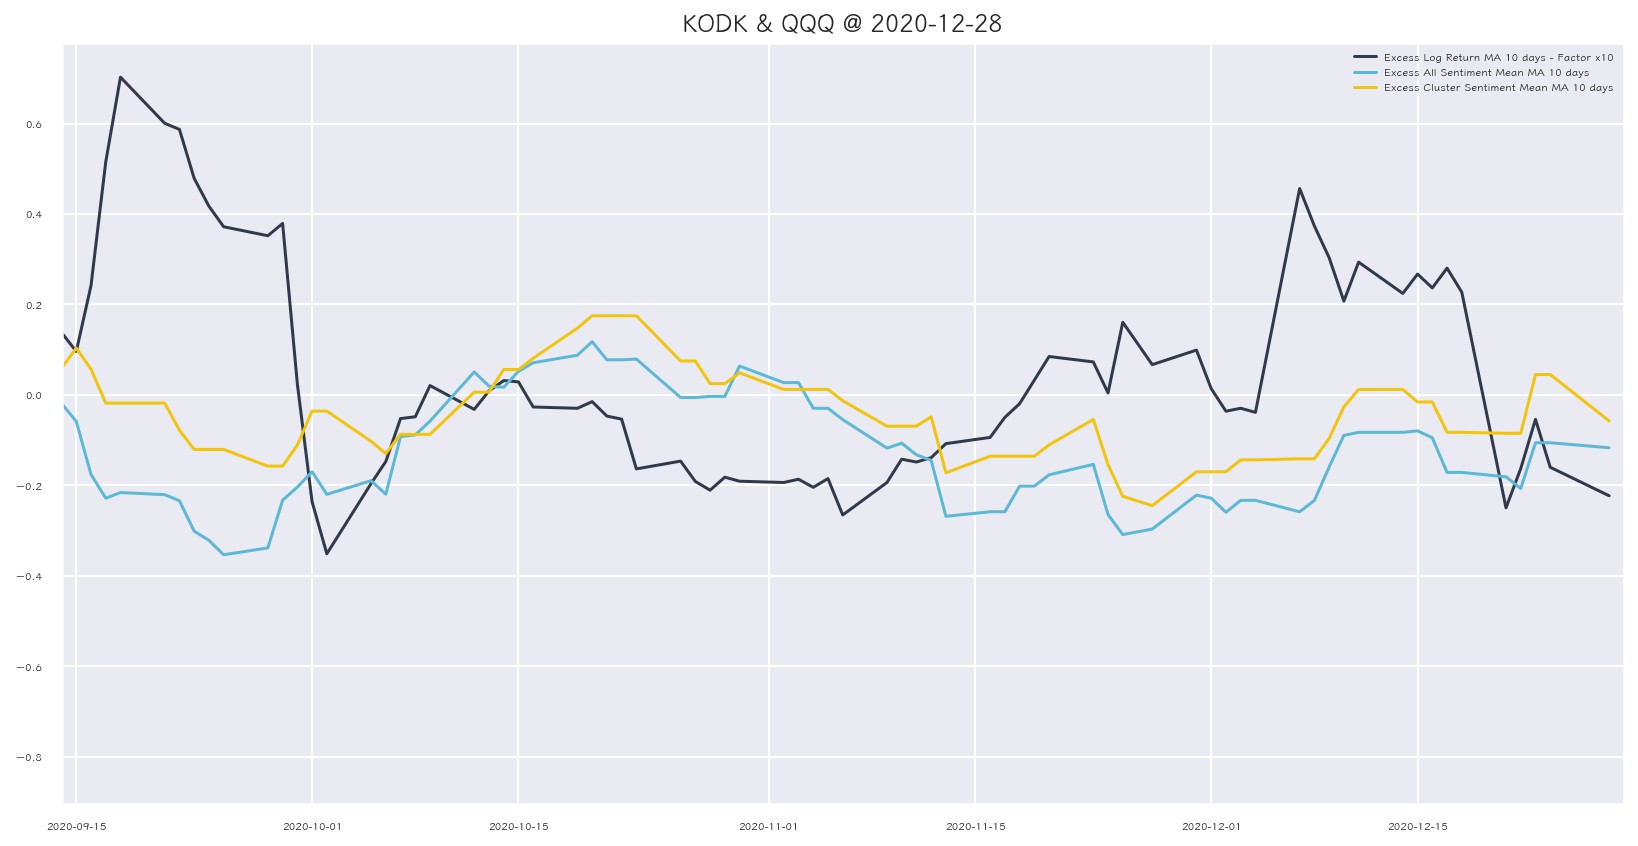 KODK & QQQ @ 2020-12-28
Excess Log Return MA 10 days - Factor x10
Excess All Sentiment Mean MA 10 days
Excess Cluster Sentiment Mean MA 10 days
0.6
0.4
0.2
0.0
−0.2
−0.4
−0.6
−0.8
2020-09-15 2020-10-01 2020-10-15 2020-11-01 2020-11-15 2020-12-01 2020-12-15